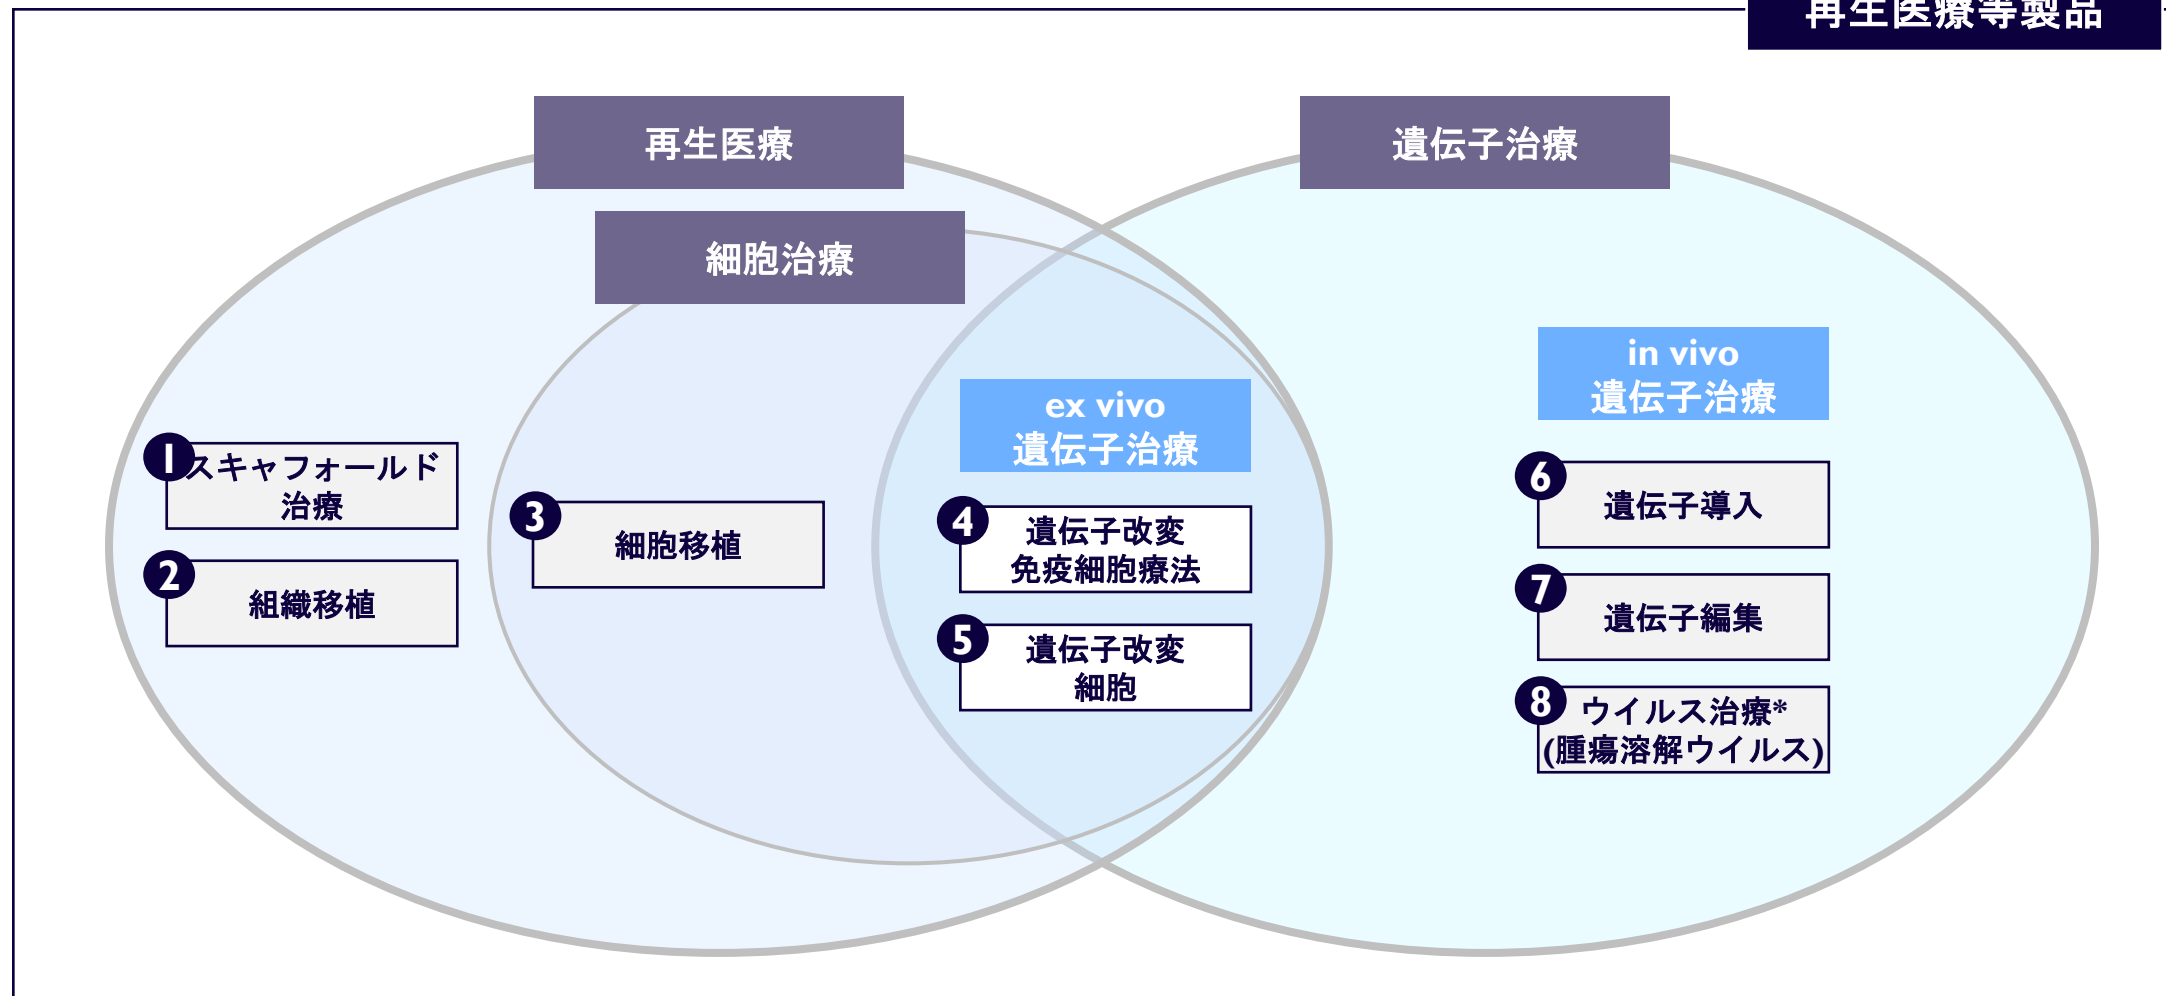 再生医療等製品
再生医療
遺伝子治療
細胞治療
in vivo
遺伝子治療
ex vivo
遺伝子治療
1
スキャフォールド
治療
2
組織移植
3
細胞移植
4
遺伝子改変
免疫細胞療法
5
遺伝子改変
細胞
6
遺伝子導入
7
遺伝子編集
8
ウイルス治療*
(腫瘍溶解ウイルス)